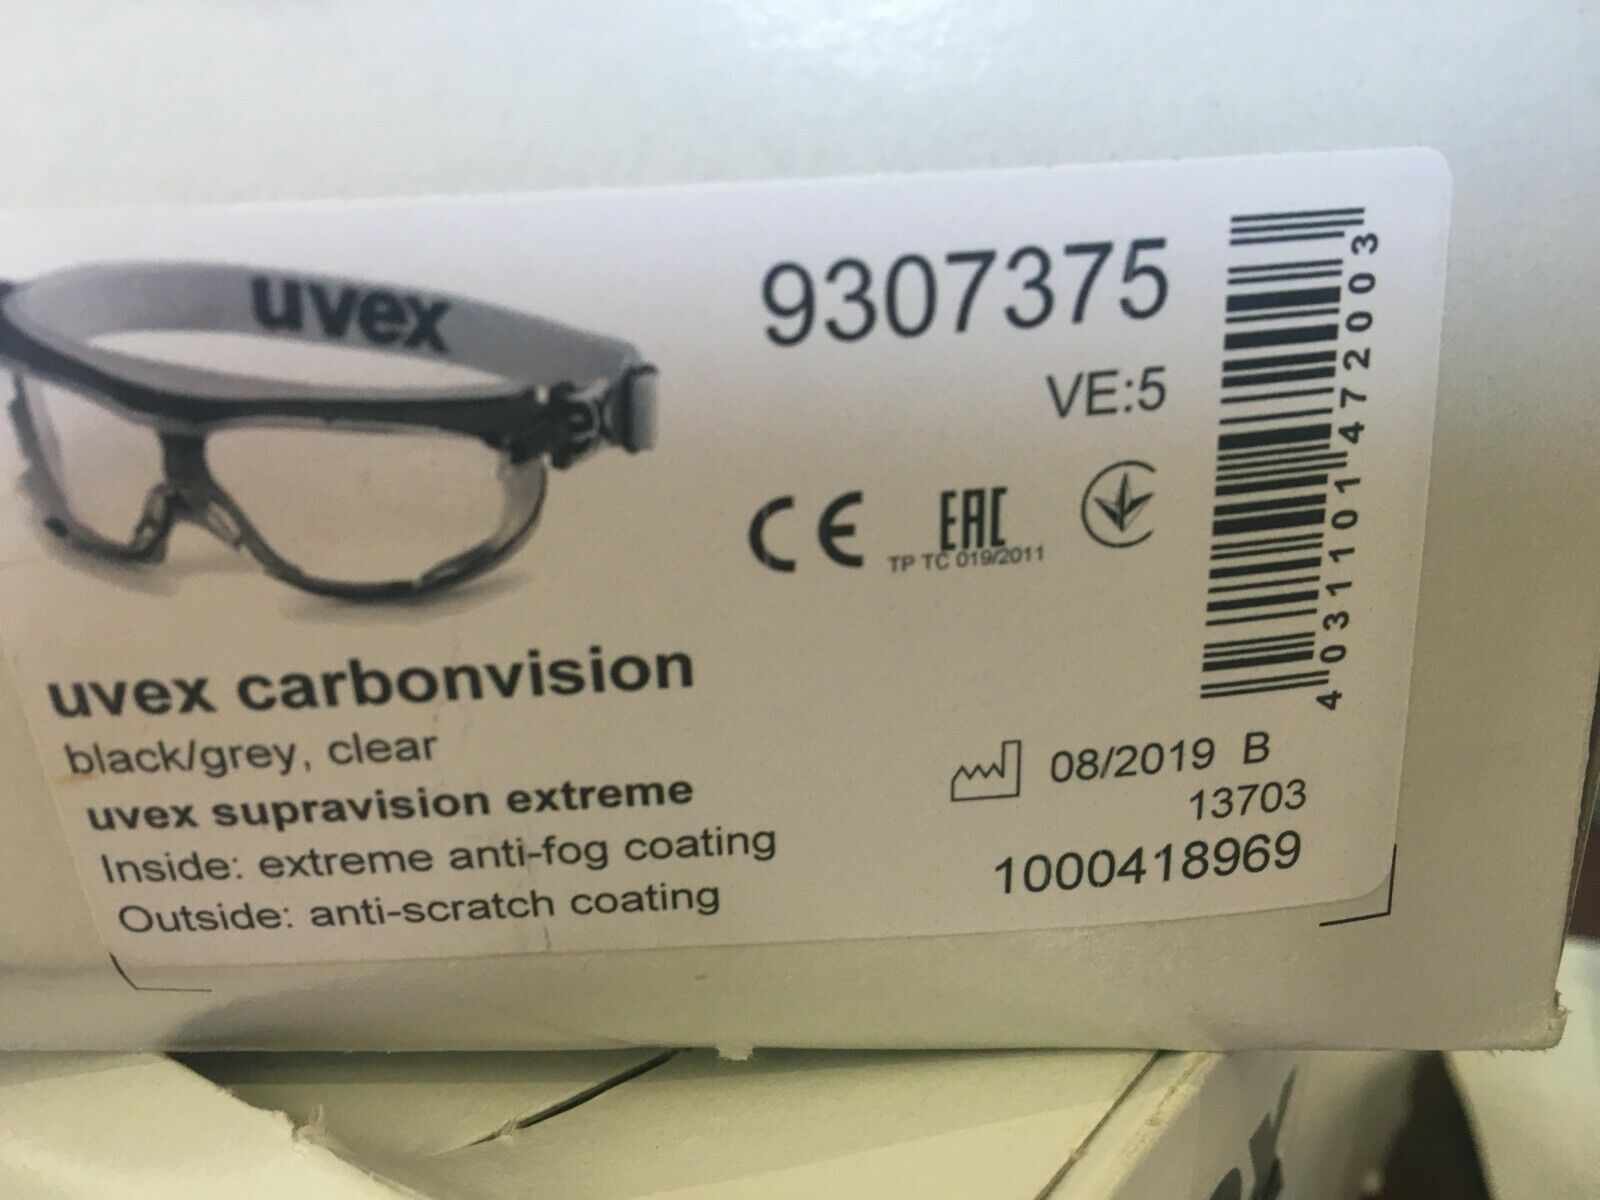 uvex
9307375
VE:5
CE
EAC
TP TC 019/2011
4031101472003
uvex carbonvision
black/grey, clear
uvex supravision extreme
Inside: extreme anti-fog coating
Outside: anti-scratch coating
08/2019 B
13703
1000418969